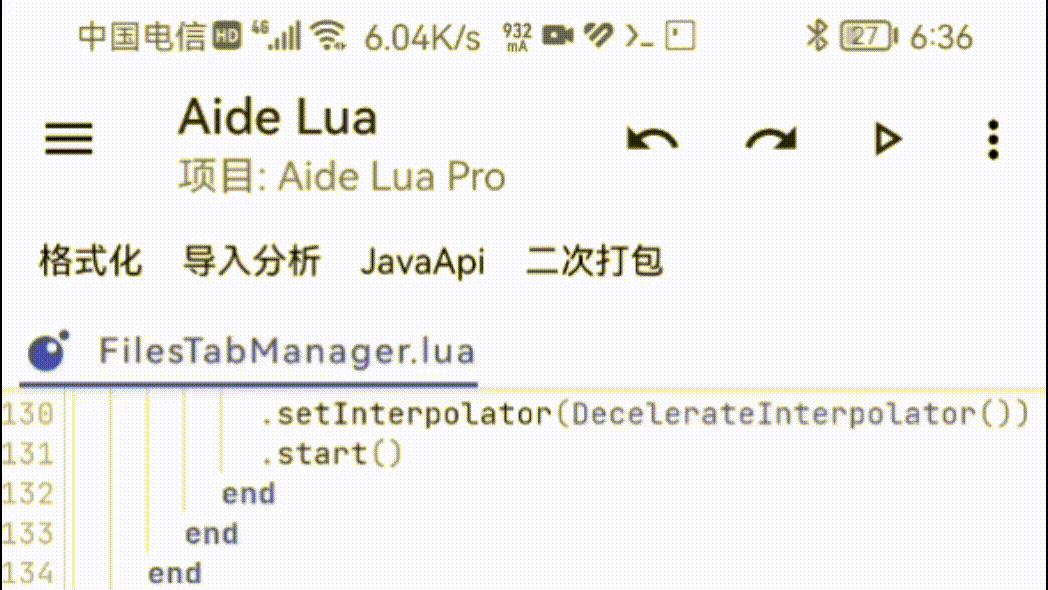 中国电信 HD 4G 6.04K/s 932 mA 27 6:36
Aide Lua
项目: Aide Lua Pro
格式化 导入分析 JavaApi 二次打包
FilesTabManager.lua
130 .setInterpolator(DecelerateInterpolator())
131 .start()
132 end
133 end
134 end